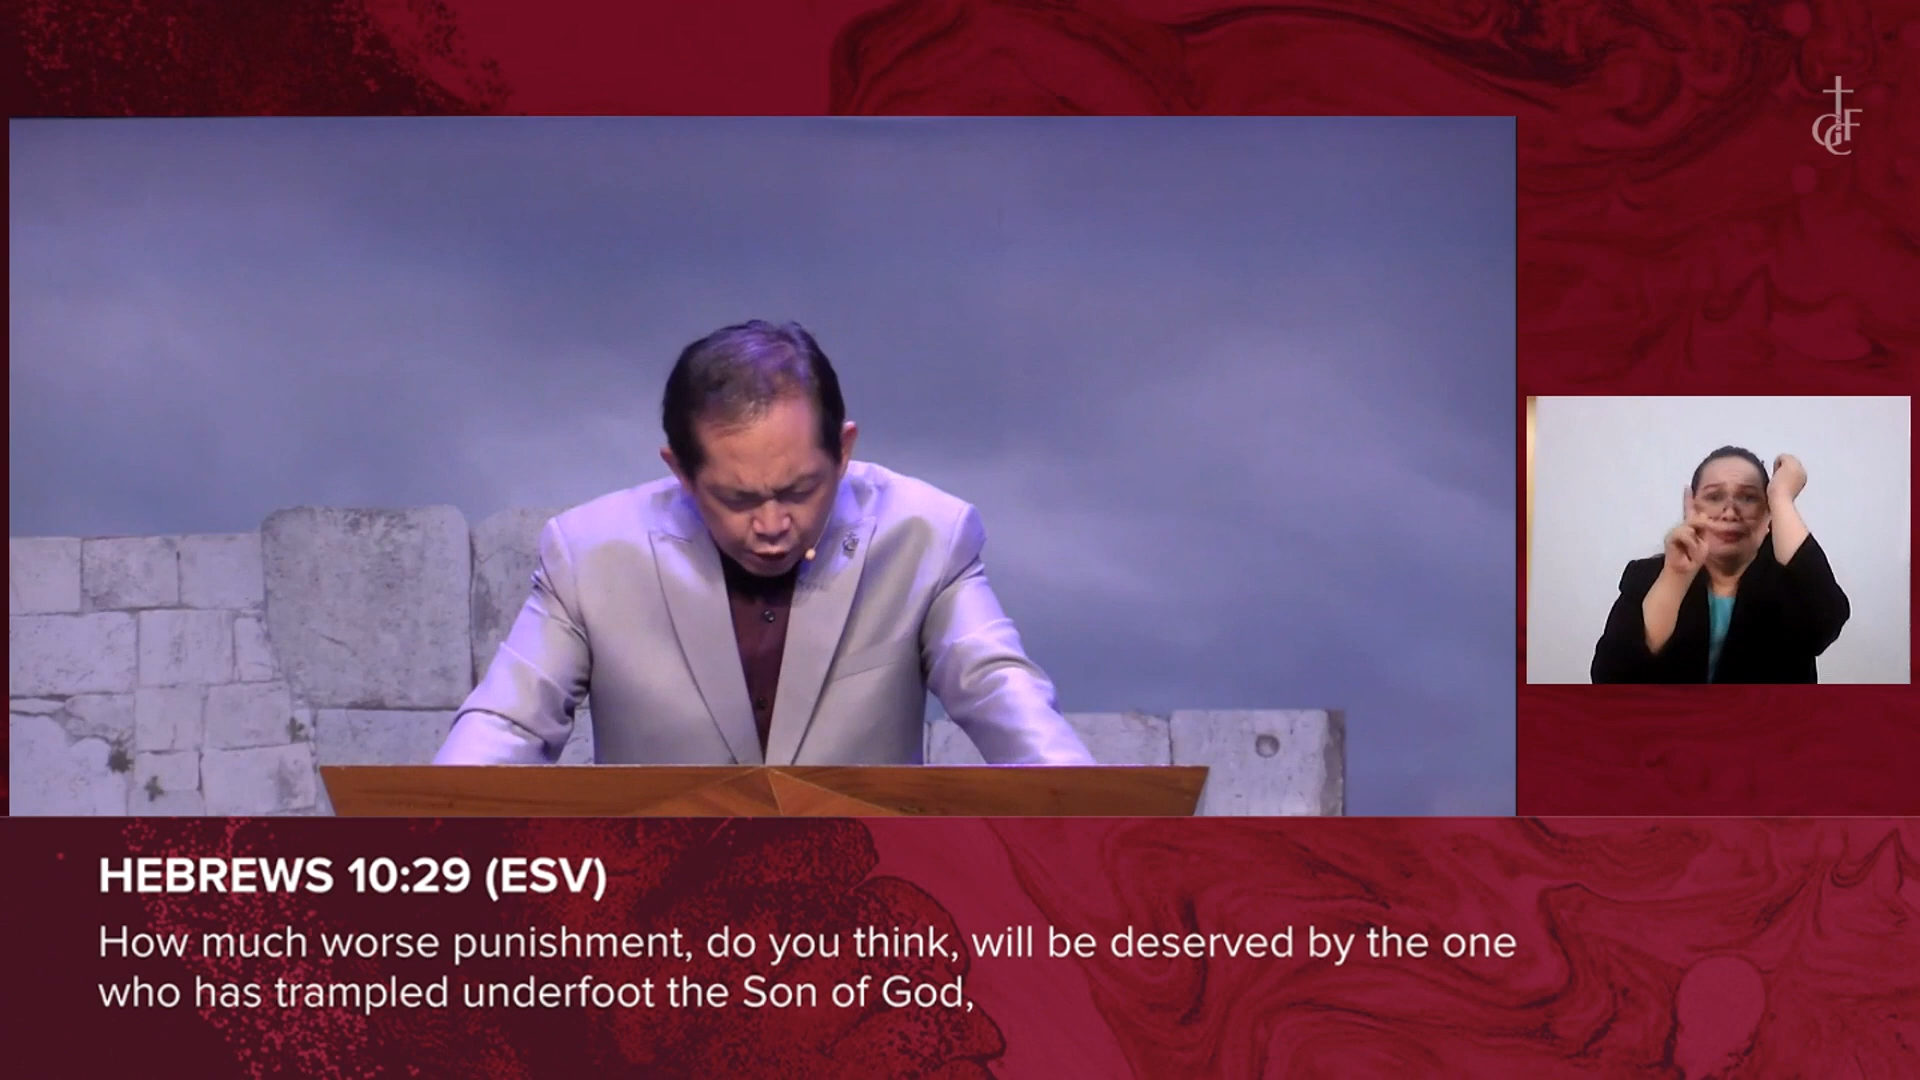 HEBREWS 10:29 (ESV)
How much worse punishment, do you think, will be deserved by the one
who has trampled underfoot the Son of God,